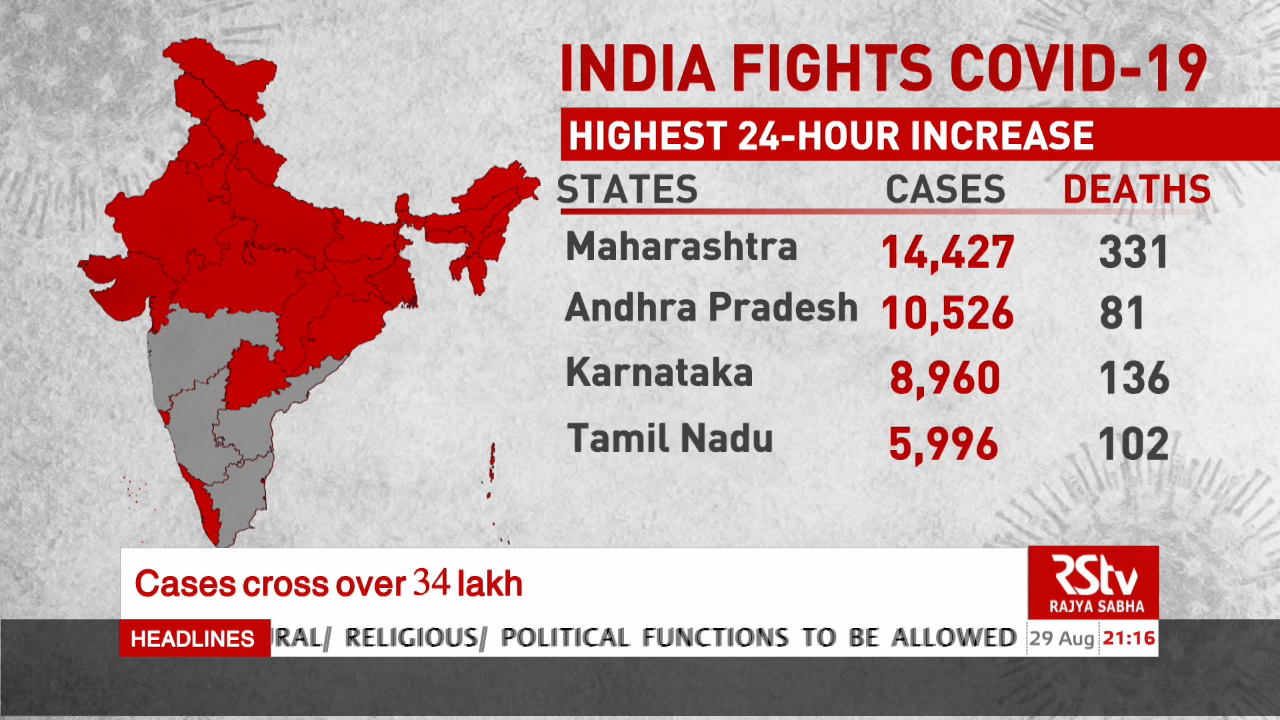 INDIA FIGHTS COVID-19
HIGHEST 24-HOUR INCREASE
STATES CASES DEATHS
Maharashtra 14,427 331
Andhra Pradesh 10,526 81
Karnataka 8,960 136
Tamil Nadu 5,996 102
Cases cross over 34 lakh
RStv
RAJYA SABHA
HEADLINES URAL/ RELIGIOUS/ POLITICAL FUNCTIONS TO BE ALLOWED 29 Aug 21:16